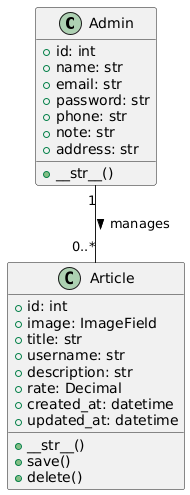 C Admin
id: int
name: str
email: str
password: str
phone: str
note: str
address: str
__str__()
1
manages
0..*
C Article
id: int
image: ImageField
title: str
username: str
description: str
rate: Decimal
created_at: datetime
updated_at: datetime
__str__()
save()
delete()